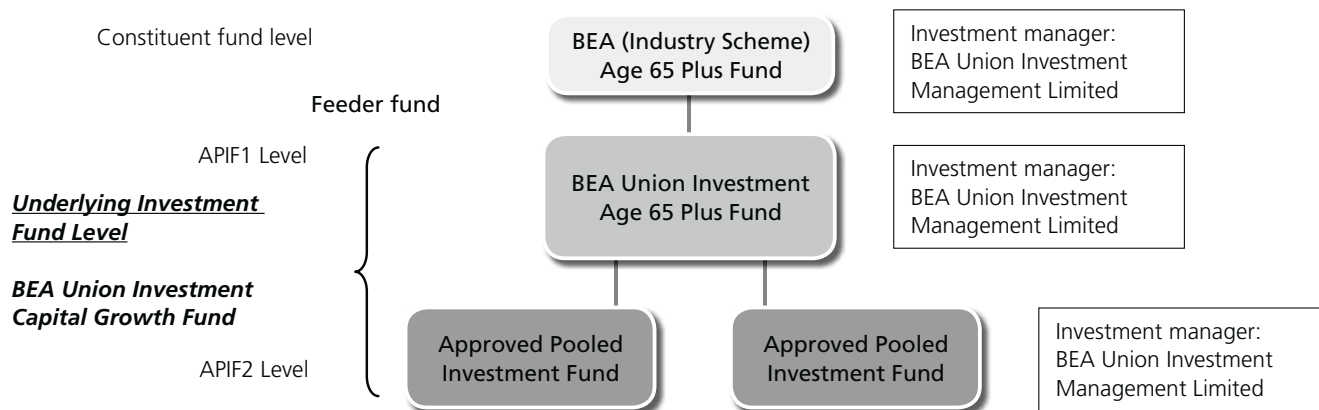 Constituent fund level
BEA (Industry Scheme)
Age 65 Plus Fund
Investment manager:
BEA Union Investment
Management Limited
Feeder fund
APIF1 Level
BEA Union Investment
Age 65 Plus Fund
Investment manager:
BEA Union Investment
Management Limited
Underlying Investment
Fund Level
BEA Union Investment
Capital Growth Fund
APIF2 Level
Approved Pooled
Investment Fund
Approved Pooled
Investment Fund
Investment manager:
BEA Union Investment
Management Limited